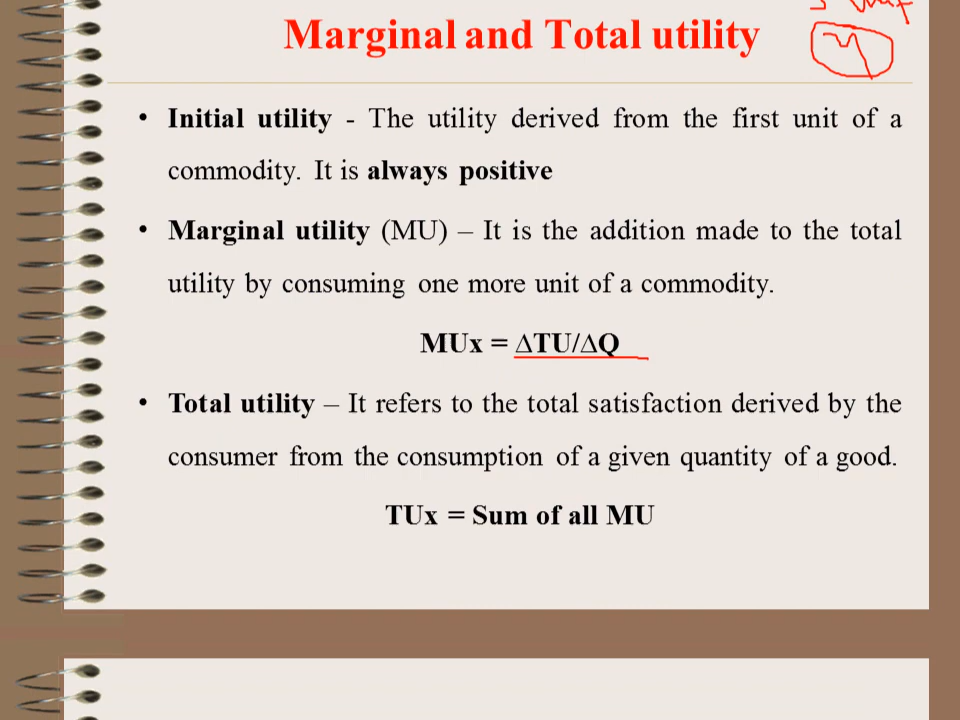 Marginal and Total utility
• Initial utility - The utility derived from the first unit of a
commodity. It is always positive
• Marginal utility (MU) – It is the addition made to the total
utility by consuming one more unit of a commodity.
MUx = ∆TU/∆Q
• Total utility – It refers to the total satisfaction derived by the
consumer from the consumption of a given quantity of a good.
TUx = Sum of all MU